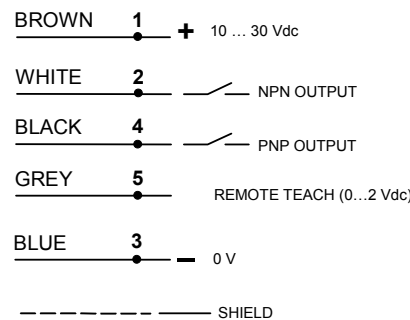 BROWN 1 + 10 ... 30 Vdc
WHITE 2 NPN OUTPUT
BLACK 4 PNP OUTPUT
GREY 5 REMOTE TEACH (0...2 Vdc)
BLUE 3 − 0 V
SHIELD